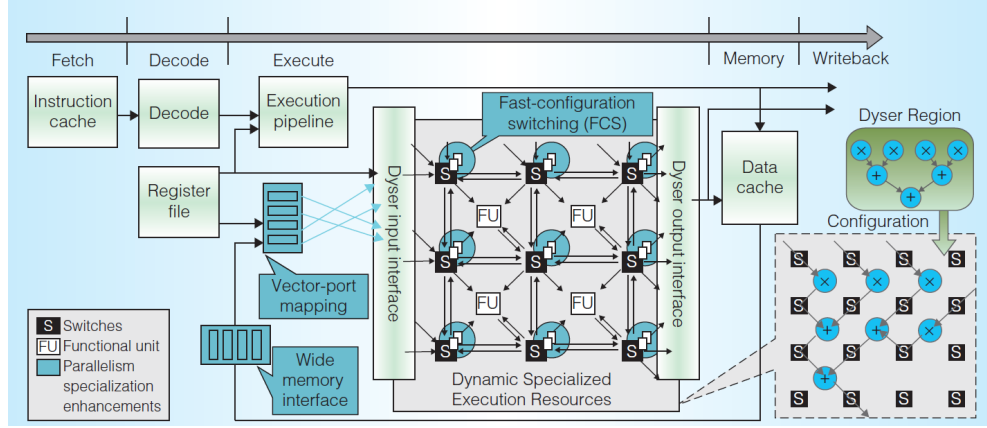 Fetch
Decode
Execute
Memory
Writeback
Instruction
cache
Decode
Execution
pipeline
Fast-configuration
switching (FCS)
Dyser Region
× × × ×
+ +
+
Register
file
Dyser input interface
S S S
FU FU
S S S
FU FU
S S S
Dyser output interface
Data
cache
Configuration
Vector-port
mapping
Wide
memory
interface
Dynamic Specialized
Execution Resources
S S S S
× × ×
S S S S
+ + ×
S S S S
+
S S S S
S Switches
FU Functional unit
Parallelism
specialization
enhancements